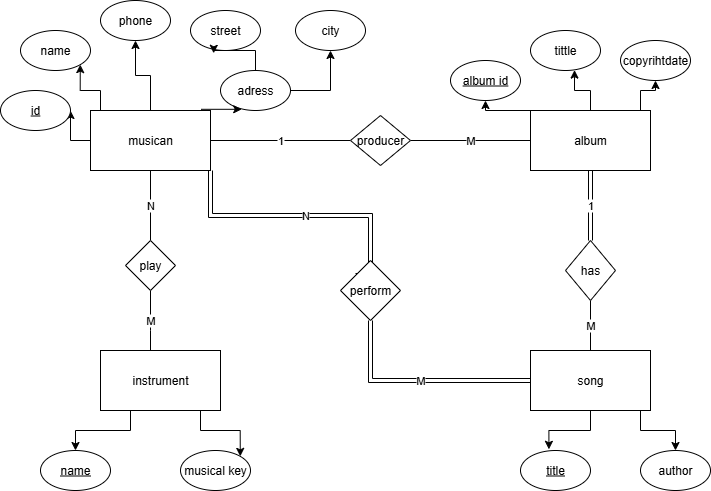 phone
street
city
name
tittle
copyrihtdate
album id
adress
id
musican
1
producer
M
album
N
N
1
play
has
perform
M
M
instrument
M
song
name
musical key
title
author